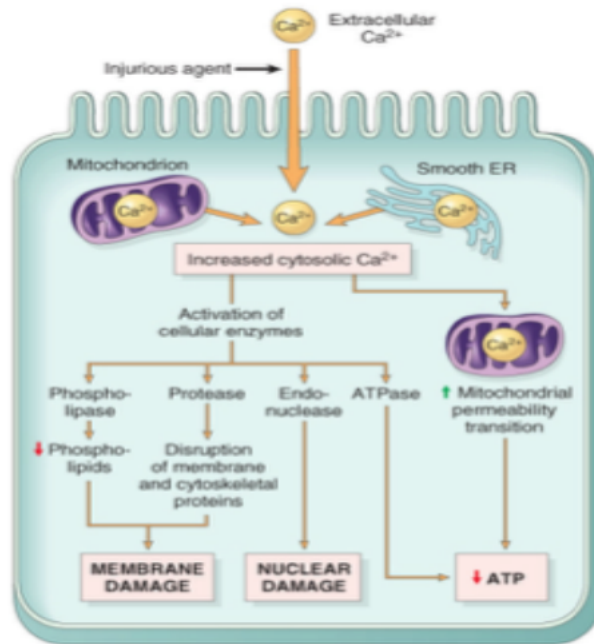 Ca²⁺
Extracellular
Ca²⁺
Injurious agent
Mitochondrion
Smooth ER
Ca²⁺
Ca²⁺
Ca²⁺
Increased cytosolic Ca²⁺
Activation of
cellular enzymes
Ca²⁺
Phospho-
lipase
Protease
Endo-
nuclease
ATPase
↑ Mitochondrial
permeability
transition
↓ Phospho-
lipids
Disruption
of membrane
and cytoskeletal
proteins
MEMBRANE
DAMAGE
NUCLEAR
DAMAGE
↓ ATP